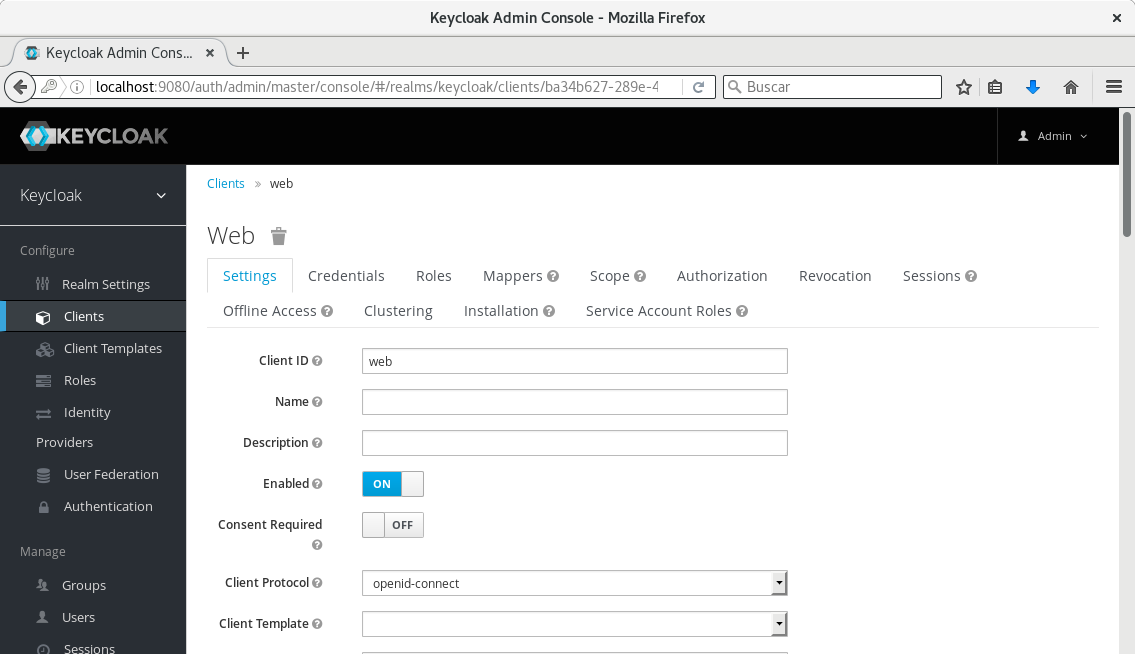 Keycloak Admin Console - Mozilla Firefox
Keycloak Admin Cons...
localhost:9080/auth/admin/master/console/#/realms/keycloak/clients/ba34b627-289e-4
Buscar
KEYCLOAK
Admin
Keycloak
Clients » web
Web
Configure
Realm Settings
Clients
Client Templates
Roles
Identity
Providers
User Federation
Authentication
Manage
Groups
Users
Sessions
Settings Credentials Roles Mappers Scope Authorization Revocation Sessions
Offline Access Clustering Installation Service Account Roles
Client ID web
Name
Description
Enabled ON
Consent Required OFF
Client Protocol openid-connect
Client Template